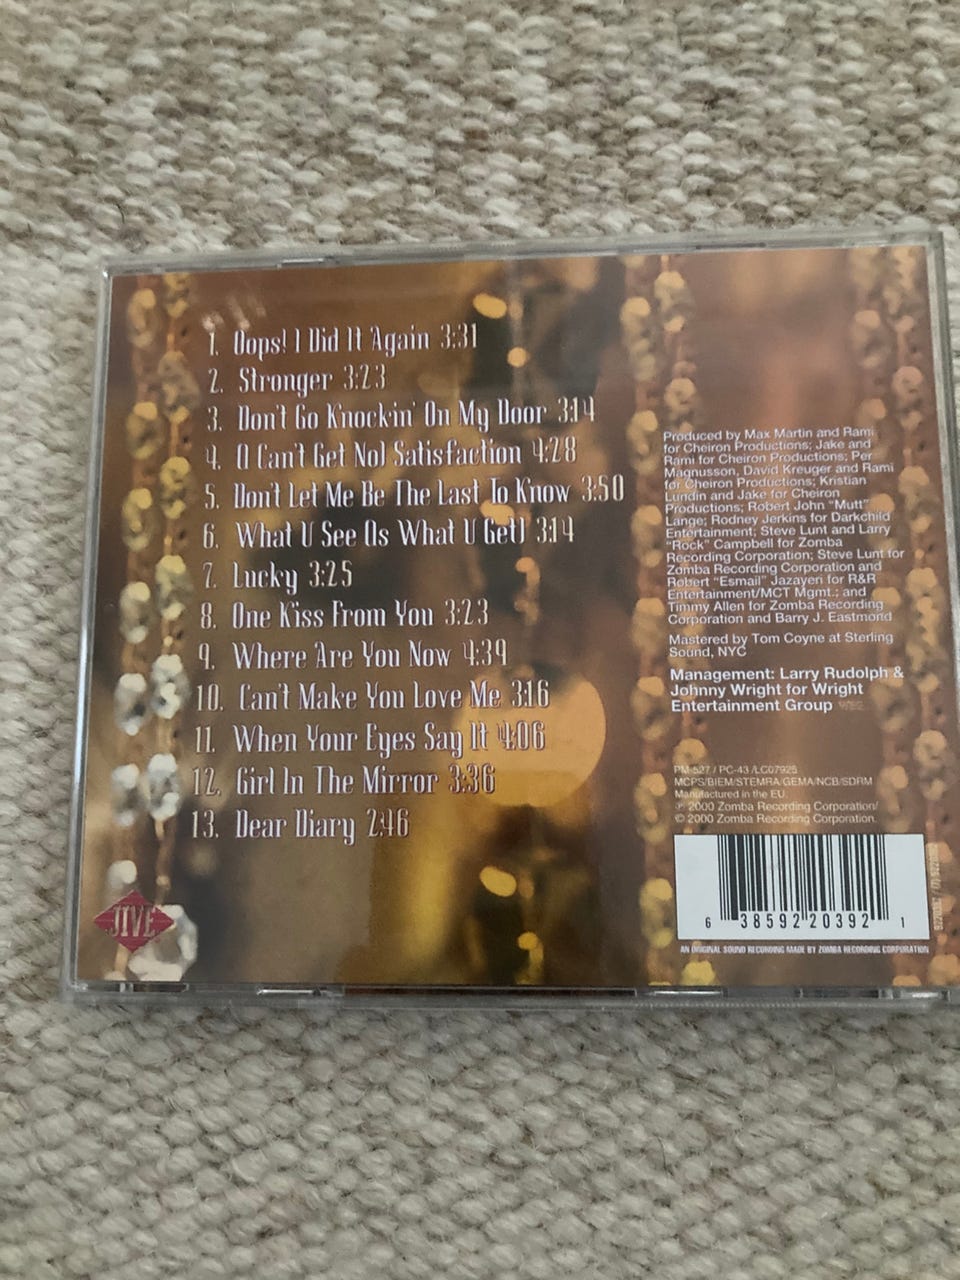 1. Oops! I Did It Again 3:31
2. Stronger 3:23
3. Don't Go Knockin' On My Door 3:14
4. (I Can't Get No) Satisfaction 4:28
5. Don't Let Me Be The Last To Know 3:50
6. What U See (Is What U Get) 3:14
7. Lucky 3:25
8. One Kiss From You 3:23
9. Where Are You Now 4:39
10. Can't Make You Love Me 3:16
11. When Your Eyes Say It 4:06
12. Girl In The Mirror 3:36
13. Dear Diary 2:46
JIVE
Produced by Max Martin and Rami
for Cheiron Productions; Jake and
Rami for Cheiron Productions; Per
Magnusson, David Kreuger and Rami
for Cheiron Productions; Kristian
Lundin and Jake for Cheiron
Productions; Robert John "Mutt"
Lange; Rodney Jerkins for Darkchild
Entertainment; Steve Lunt and Larry
"Rock" Campbell for Zomba
Recording Corporation; Steve Lunt for
Zomba Recording Corporation and
Robert "Esmail" Jazayeri for R&R
Entertainment/MCT Mgmt.; and
Timmy Allen for Zomba Recording
Corporation and Barry J. Eastmond
Mastered by Tom Coyne at Sterling
Sound, NYC
Management: Larry Rudolph &
Johnny Wright for Wright
Entertainment Group
PM-527 / PC-43 /LC07925
MCPS/BIEM/STEMRA/GEMA/NCB/SDRM
Manufactured in the EU.
℗ 2000 Zomba Recording Corporation/
© 2000 Zomba Recording Corporation.
6 38592 20392 1
AN ORIGINAL SOUND RECORDING MADE BY ZOMBA RECORDING CORPORATION